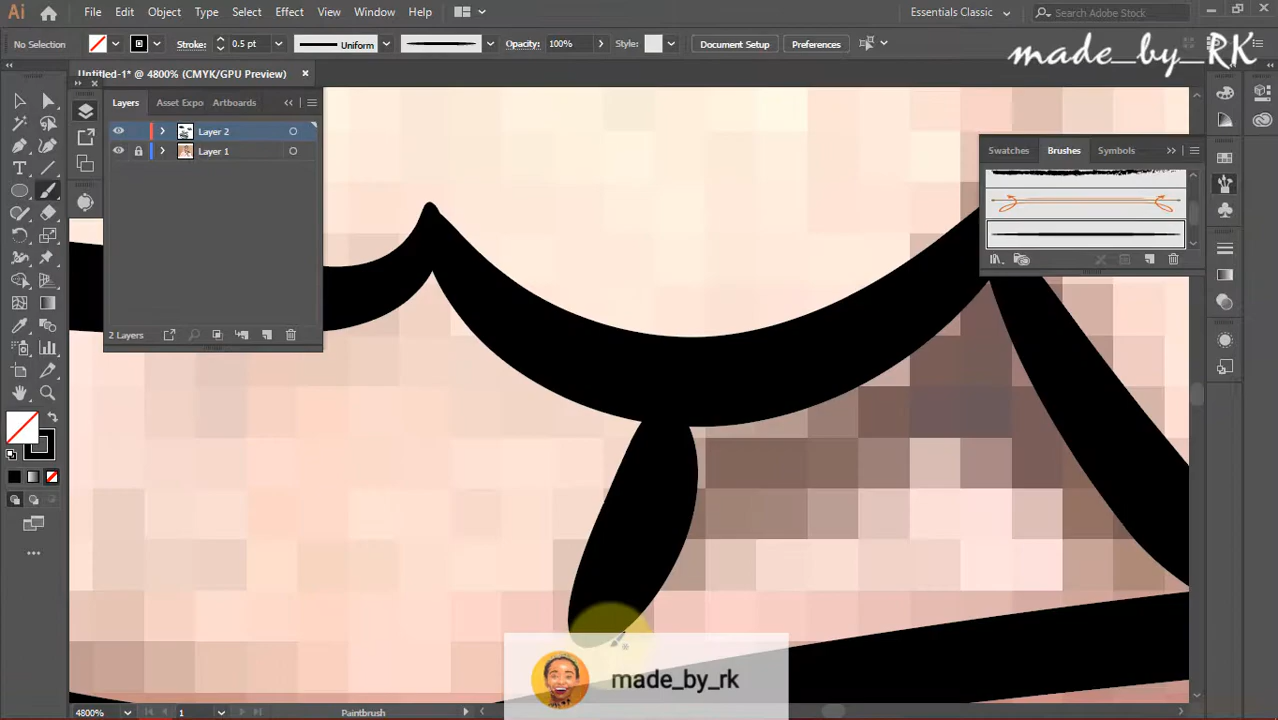 Ai File Edit Object Type Select Effect View Window Help Essentials Classic Search Adobe Stock
No Selection Stroke: 0.5 pt Uniform Opacity: 100% Style: Document Setup Preferences
made_by_RK
Untitled-1* @ 4800% (CMYK/GPU Preview)
Layers Asset Expo Artboards
Layer 2
Layer 1
2 Layers
Swatches Brushes Symbols
made_by_rk
4800% 1 Paintbrush